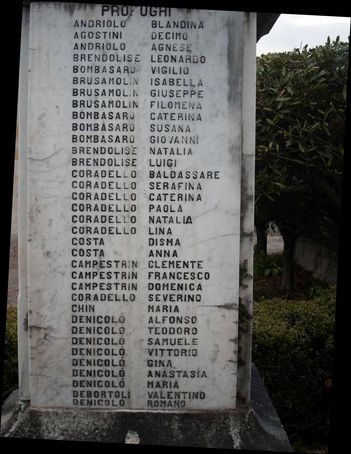 PROFUGHI
ANDRIOLO BLANDINA
AGOSTINI DECIMO
ANDRIOLO AGNESE
BRENDOLISE LEONARDO
BOMBASARO VIGILIO
BRUSAMOLIN ISABELLA
BRUSAMOLIN GIUSEPPE
BRUSAMOLIN FILOMENA
BOMBASARO CATERINA
BOMBASARO SUSANA
BOMBASARO GIOVANNI
BRENDOLISE NATALIA
BRENDOLISE LUIGI
CORADELLO BALDASSARE
CORADELLO SERAFINA
CORADELLO CATERINA
CORADELLO PAOLA
CORADELLO NATALIA
CORADELLO LINA
COSTA DISMA
COSTA ANNA
CAMPESTRIN CLEMENTE
CAMPESTRIN FRANCESCO
CAMPESTRIN DOMENICA
CORADELLO SEVERINO
CHIN MARIA
DENICOLÒ ALFONSO
DENICOLÒ TEODORO
DENICOLÒ SAMUELE
DENICOLÒ VITTORIO
DENICOLÒ GINA
DENICOLÒ ANASTASIA
DENICOLÒ MARIA
DEBORTOLI VALENTINO
DENICOLÒ ROMANO